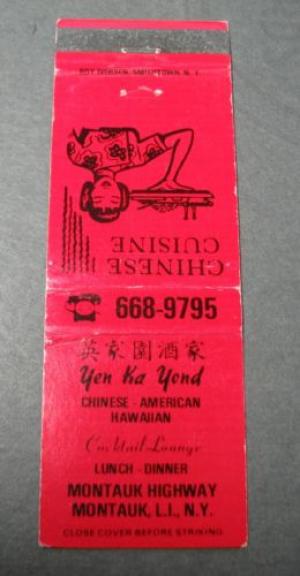 CHINESE
CUISINE
668-9795
英家園酒家
Yen Ka Yond
CHINESE - AMERICAN
HAWAIIAN
Cocktail Lounge
LUNCH - DINNER
MONTAUK HIGHWAY
MONTAUK, L.I., N.Y.
CLOSE COVER BEFORE STRIKING